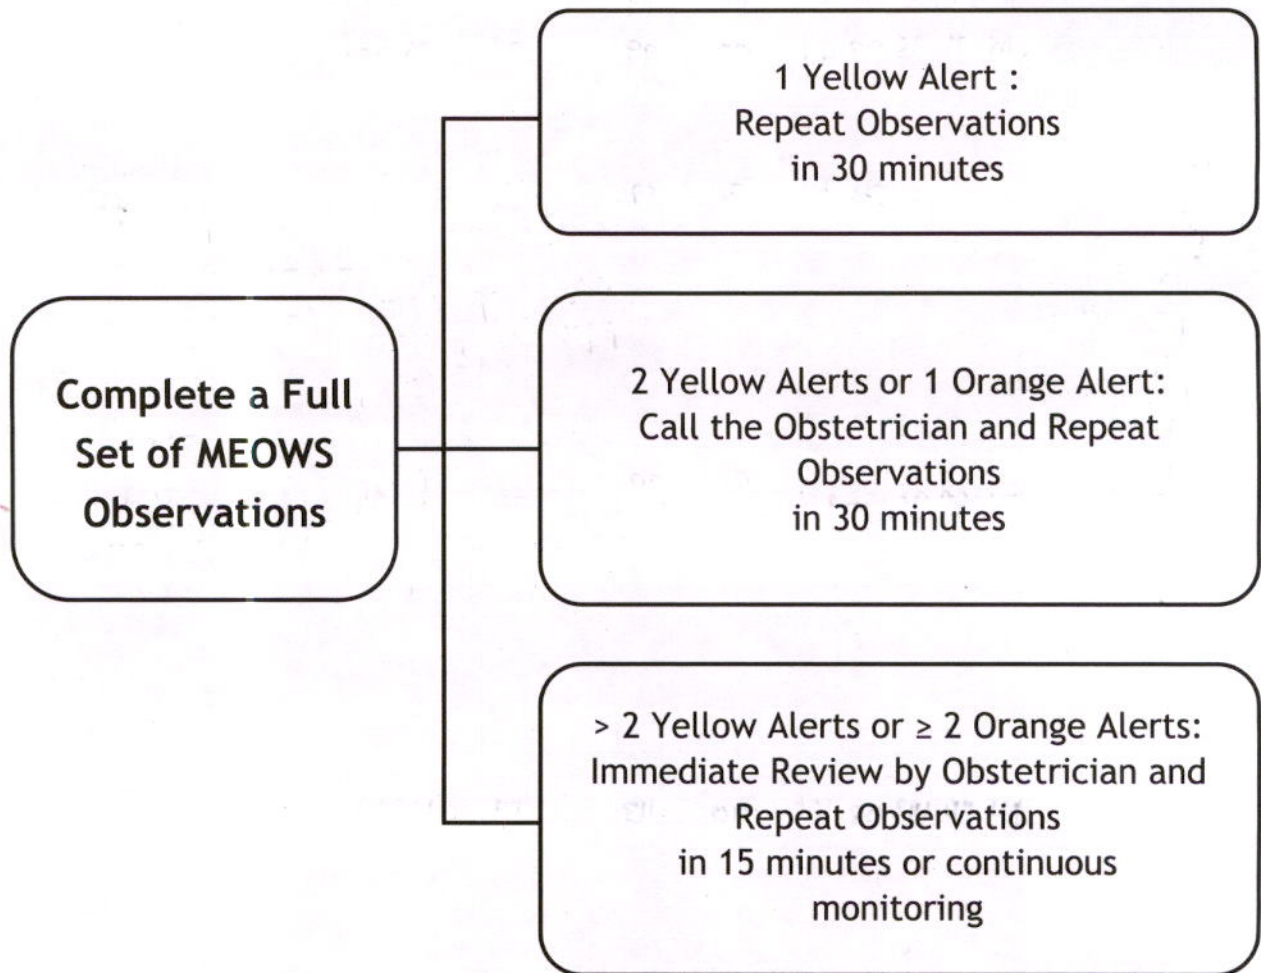 1 Yellow Alert :
Repeat Observations
in 30 minutes
Complete a Full
Set of MEOWS
Observations
2 Yellow Alerts or 1 Orange Alert:
Call the Obstetrician and Repeat
Observations
in 30 minutes
> 2 Yellow Alerts or ≥ 2 Orange Alerts:
Immediate Review by Obstetrician and
Repeat Observations
in 15 minutes or continuous
monitoring